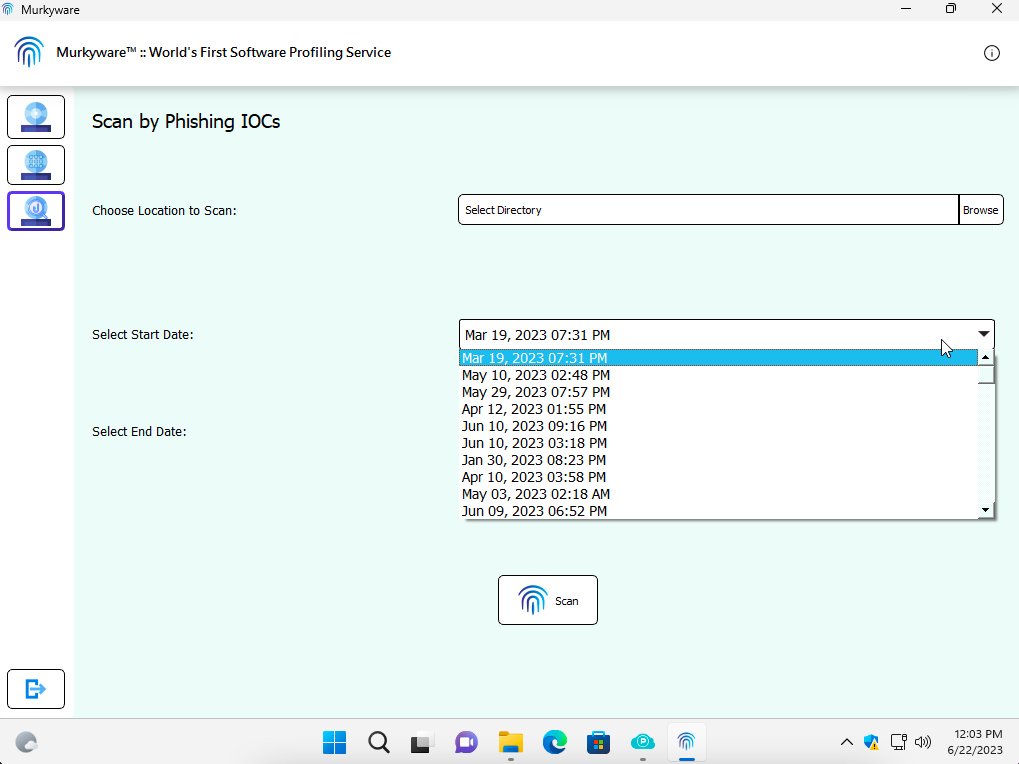 Murkyware
Murkyware™ :: World's First Software Profiling Service
Scan by Phishing IOCs
Choose Location to Scan:
Select Directory
Browse
Select Start Date:
Mar 19, 2023 07:31 PM
Mar 19, 2023 07:31 PM
May 10, 2023 02:48 PM
May 29, 2023 07:57 PM
Apr 12, 2023 01:55 PM
Jun 10, 2023 09:16 PM
Jun 10, 2023 03:18 PM
Jan 30, 2023 08:23 PM
Apr 10, 2023 03:58 PM
May 03, 2023 02:18 AM
Jun 09, 2023 06:52 PM
Select End Date:
Scan
12:03 PM
6/22/2023